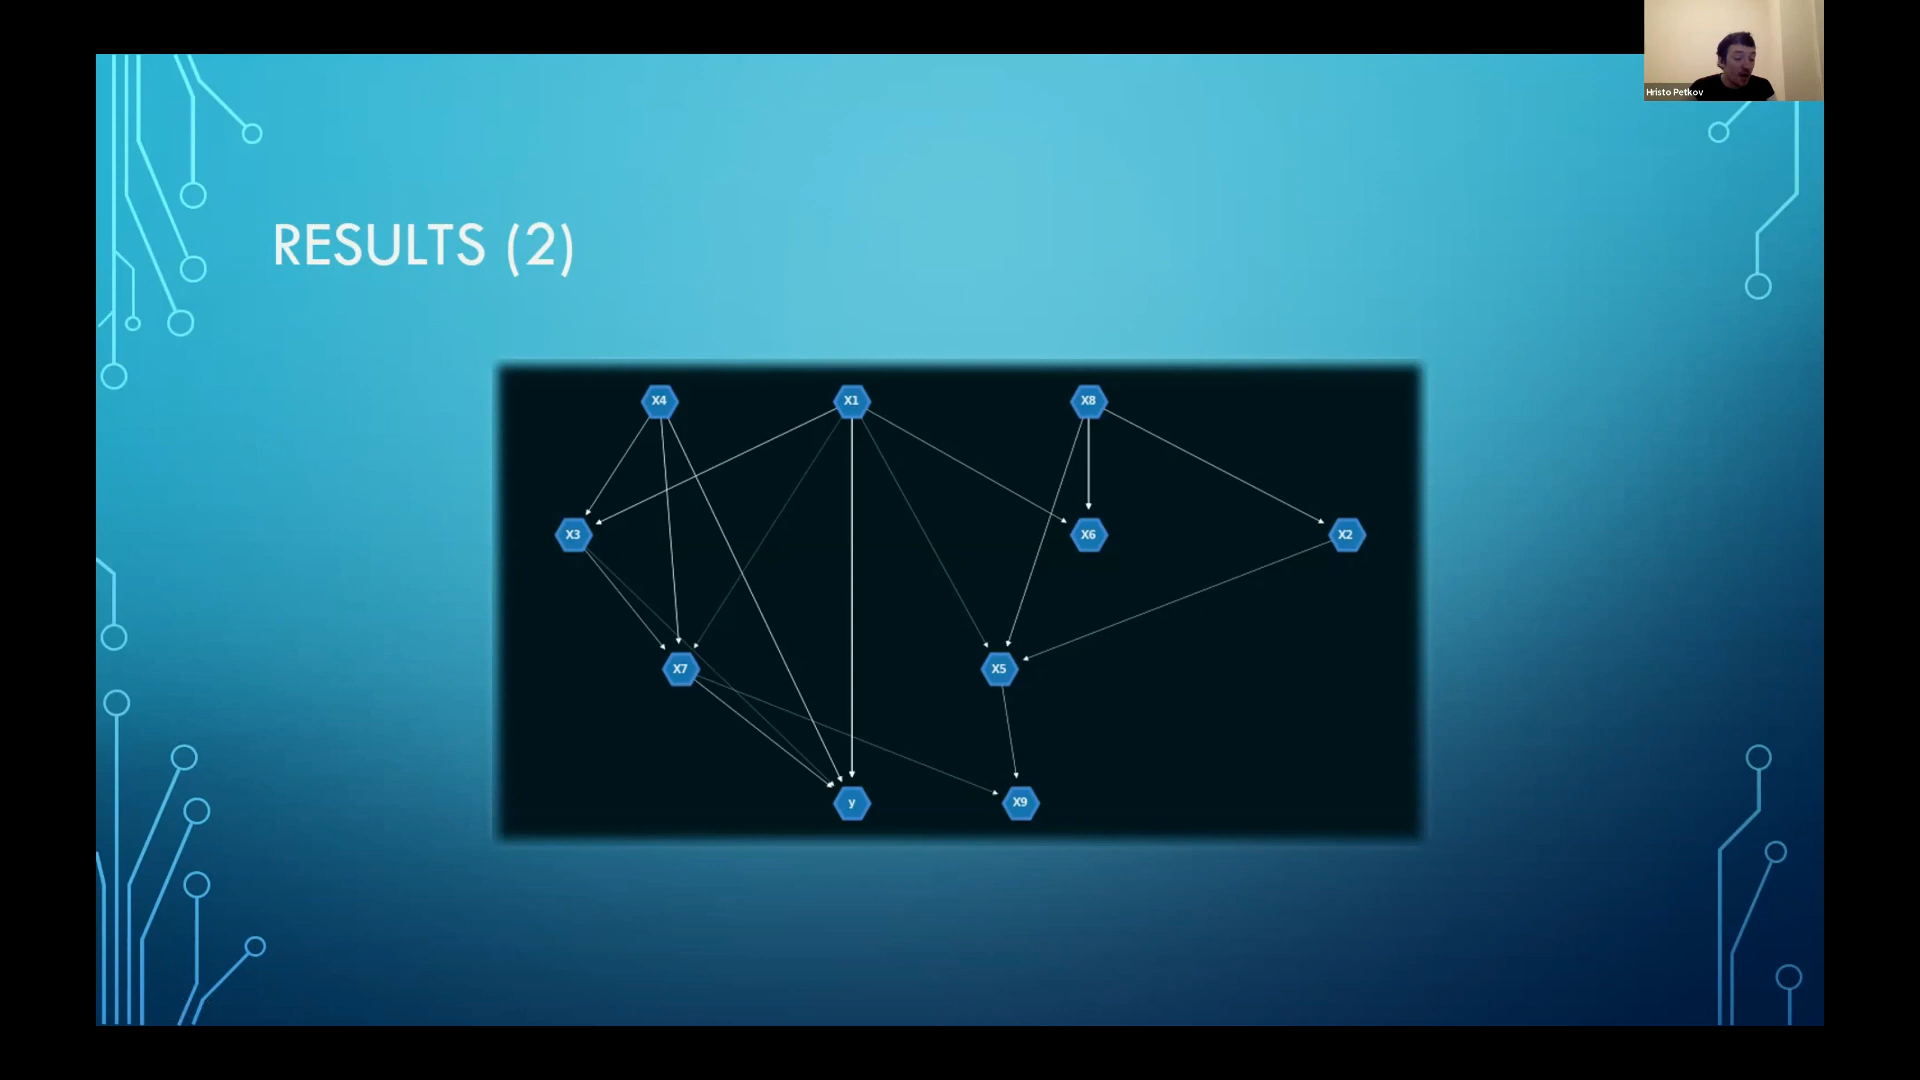 Hristo Petkov
RESULTS (2)
X4 X1 X8
X3 X6 X2
X7 X5
y X9